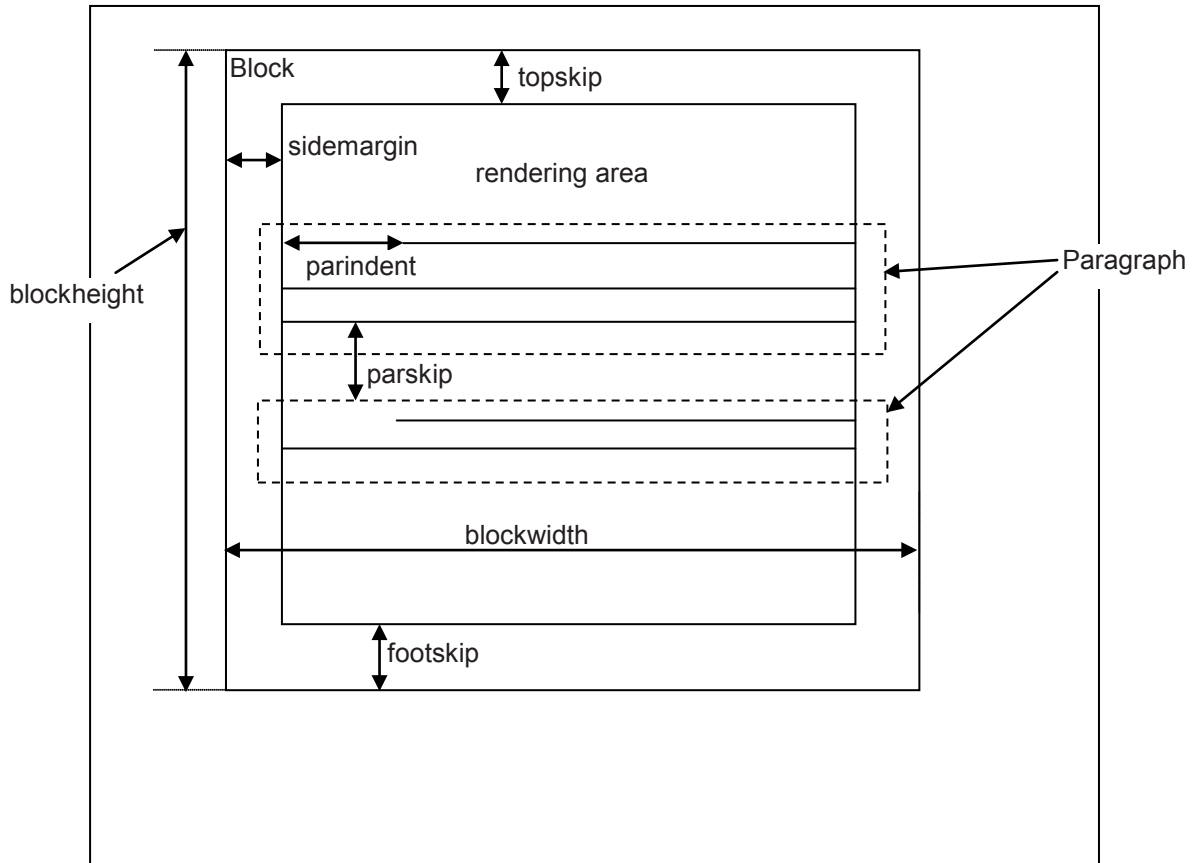 Block
topskip
sidemargin
rendering area
parindent
Paragraph
blockheight
parskip
blockwidth
footskip